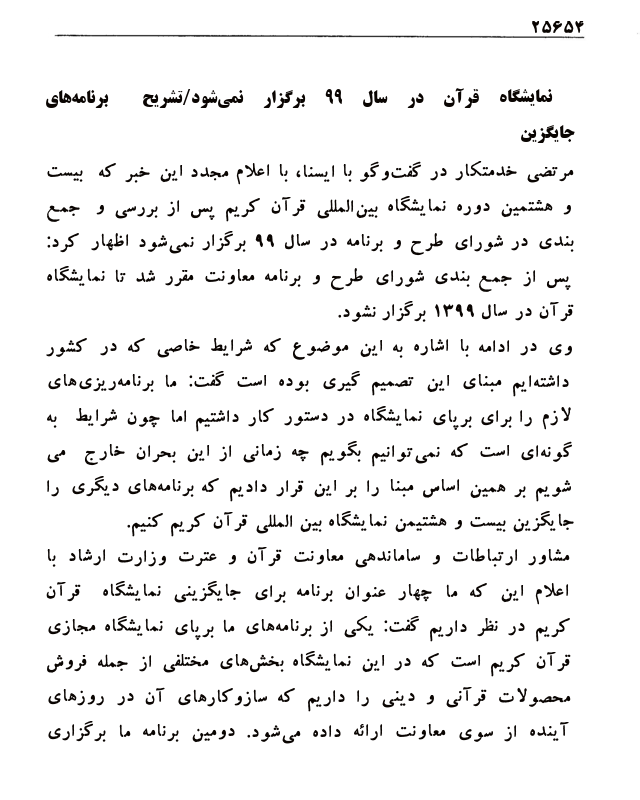 ۲۵۶۵۴
نمایشگاه قرآن در سال ۹۹ برگزار نمی‌شود/تشریح برنامه‌های
جایگزین
مرتضی خدمتکار در گفت‌وگو با ایسنا، با اعلام مجدد این خبر که بیست
و هشتمین دوره نمایشگاه بین‌المللی قرآن کریم پس از بررسی و جمع
بندی در شورای طرح و برنامه در سال ۹۹ برگزار نمی‌شود اظهار کرد:
پس از جمع بندی شورای طرح و برنامه معاونت مقرر شد تا نمایشگاه
قرآن در سال ۱۳۹۹ برگزار نشود.
وی در ادامه با اشاره به این موضوع که شرایط خاصی که در کشور
داشته‌ایم مبنای این تصمیم گیری بوده است گفت: ما برنامه‌ریزی‌های
لازم را برای برپای نمایشگاه در دستور کار داشتیم اما چون شرایط به
گونه‌ای است که نمی‌توانیم بگویم چه زمانی از این بحران خارج می
شویم بر همین اساس مبنا را بر این قرار دادیم که برنامه‌های دیگری را
جایگزین بیست و هشتیمن نمایشگاه بین المللی قرآن کریم کنیم.
مشاور ارتباطات و ساماندهی معاونت قرآن و عترت وزارت ارشاد با
اعلام این که ما چهار عنوان برنامه برای جایگزینی نمایشگاه قرآن
کریم در نظر داریم گفت: یکی از برنامه‌های ما برپای نمایشگاه مجازی
قرآن کریم است که در این نمایشگاه بخش‌های مختلفی از جمله فروش
محصولات قرآنی و دینی را داریم که سازوکارهای آن در روزهای
آینده از سوی معاونت ارائه داده می‌شود. دومین برنامه ما برگزاری